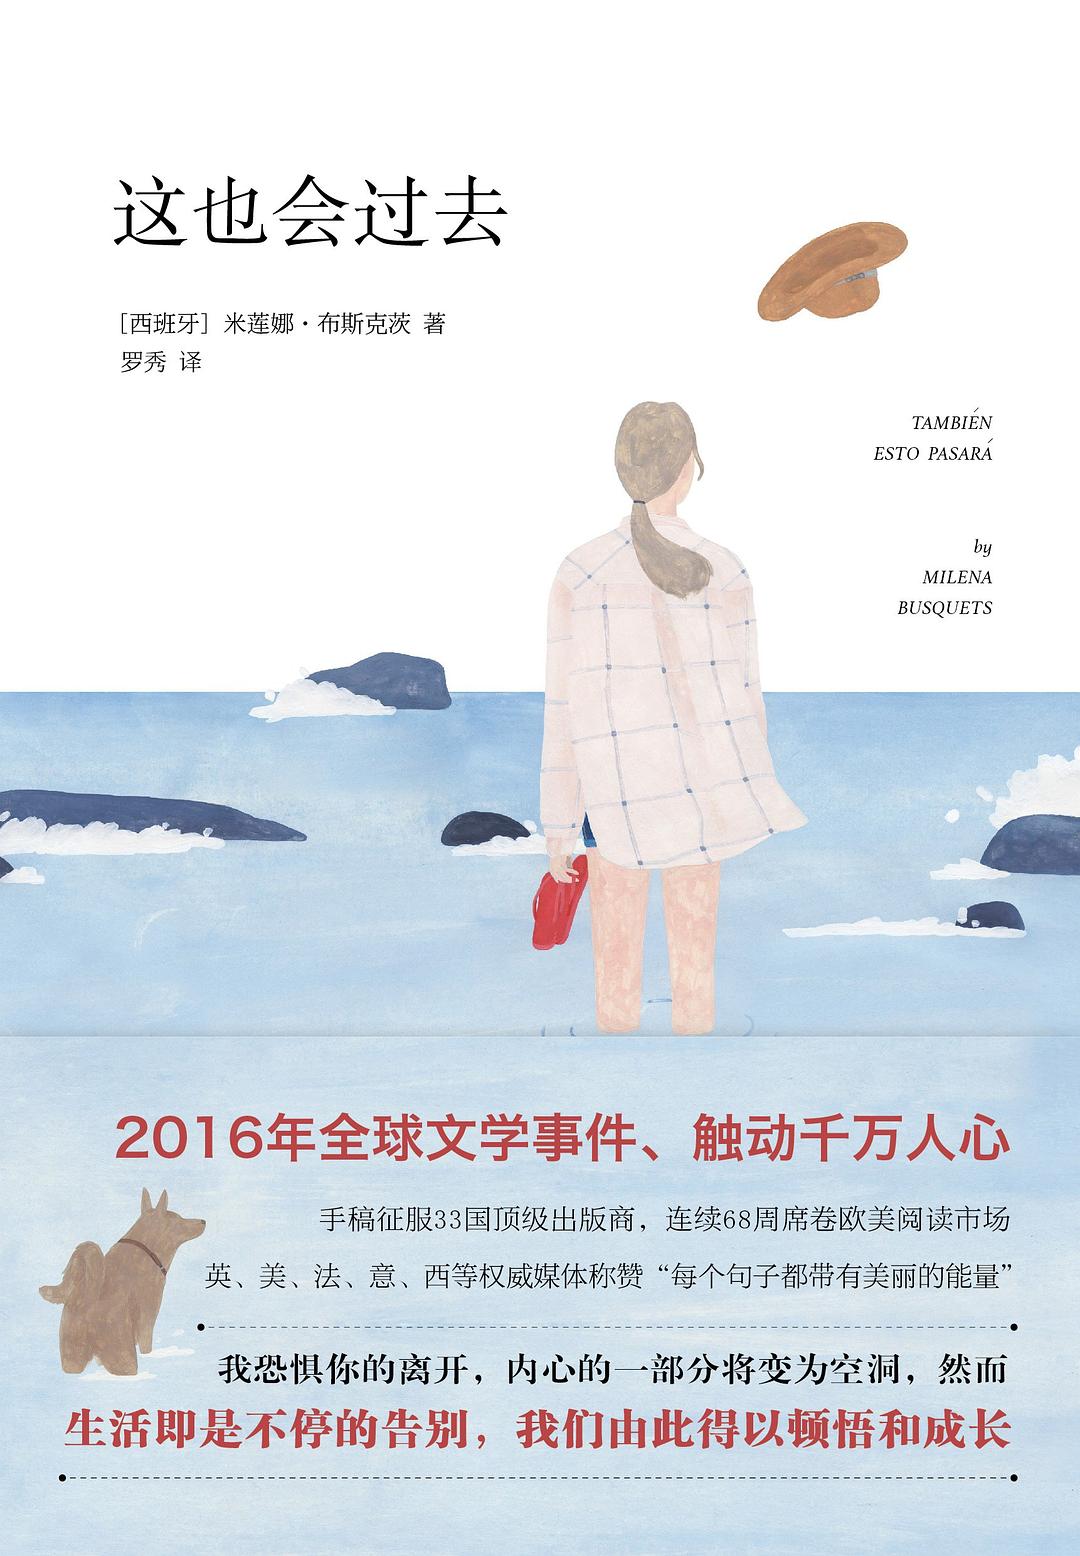 这也会过去
[西班牙] 米莲娜·布斯克茨 著
罗秀 译
TAMBIÉN
ESTO PASARÁ
by
MILENA
BUSQUETS
2016年全球文学事件、触动千万人心
手稿征服33国顶级出版商，连续68周席卷欧美阅读市场
英、美、法、意、西等权威媒体称赞“每个句子都带有美丽的能量”
我恐惧你的离开，内心的一部分将变为空洞，然而
生活即是不停的告别，我们由此得以顿悟和成长